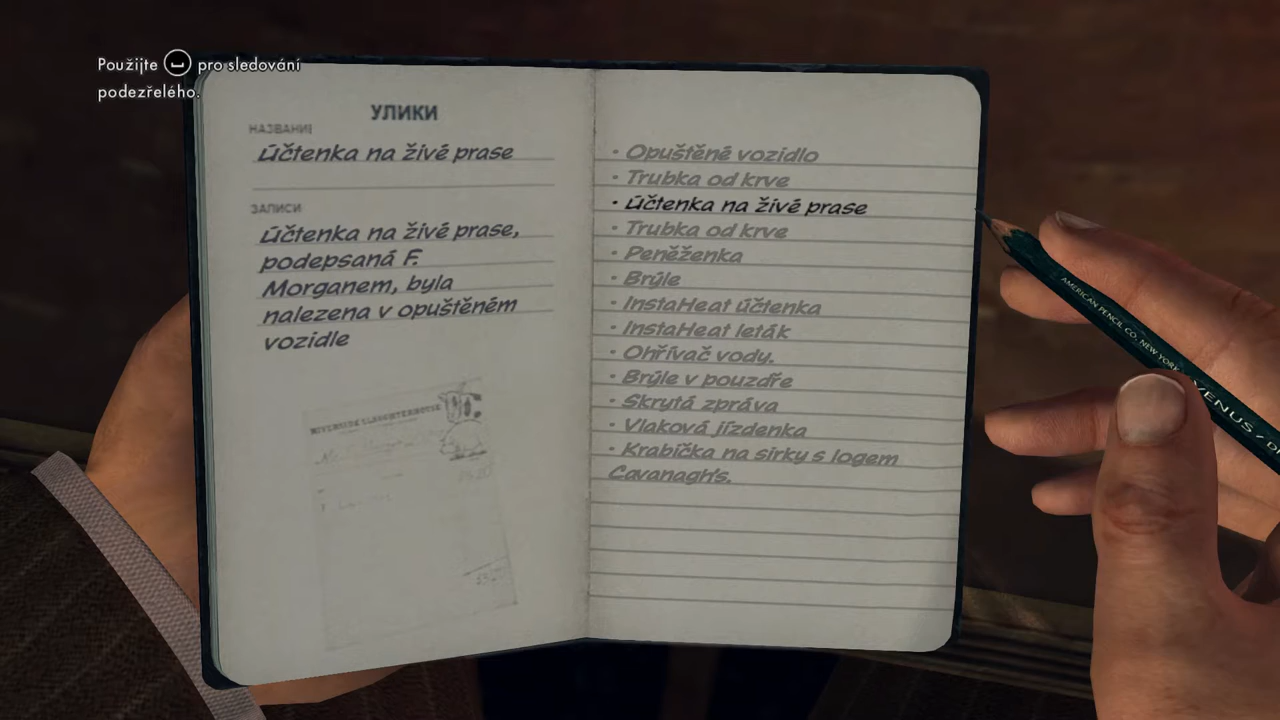 Použijte pro sledování
podezřelého.
УЛИКИ
НАЗВАНИЕ
Účtenka na živé prase
ЗАПИСИ
Účtenka na živé prase,
podepsaná F.
Morganem, byla
nalezena v opuštěném
vozidle
RIVERSIDE SLAUGHTERHOUSE
• Opuštěné vozidlo
• Trubka od krve
• Účtenka na živé prase
• Trubka od krve
• Peněženka
• Brýle
• InstaHeat účtenka
• InstaHeat leták
• Ohřívač vody.
• Brýle v pouzdře
• Skrytá zpráva
• Vlaková jízdenka
• Krabička na sirky s logem
Cavanagh's.
AMERICAN PENCIL CO. NEW YORK
VENUS